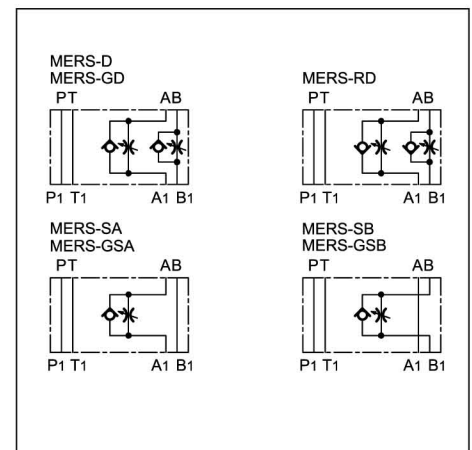 MERS-D
MERS-GD
PT AB
P1 T1 A1 B1
MERS-RD
PT AB
P1 T1 A1 B1
MERS-SA
MERS-GSA
PT AB
P1 T1 A1 B1
MERS-SB
MERS-GSB
PT AB
P1 T1 A1 B1